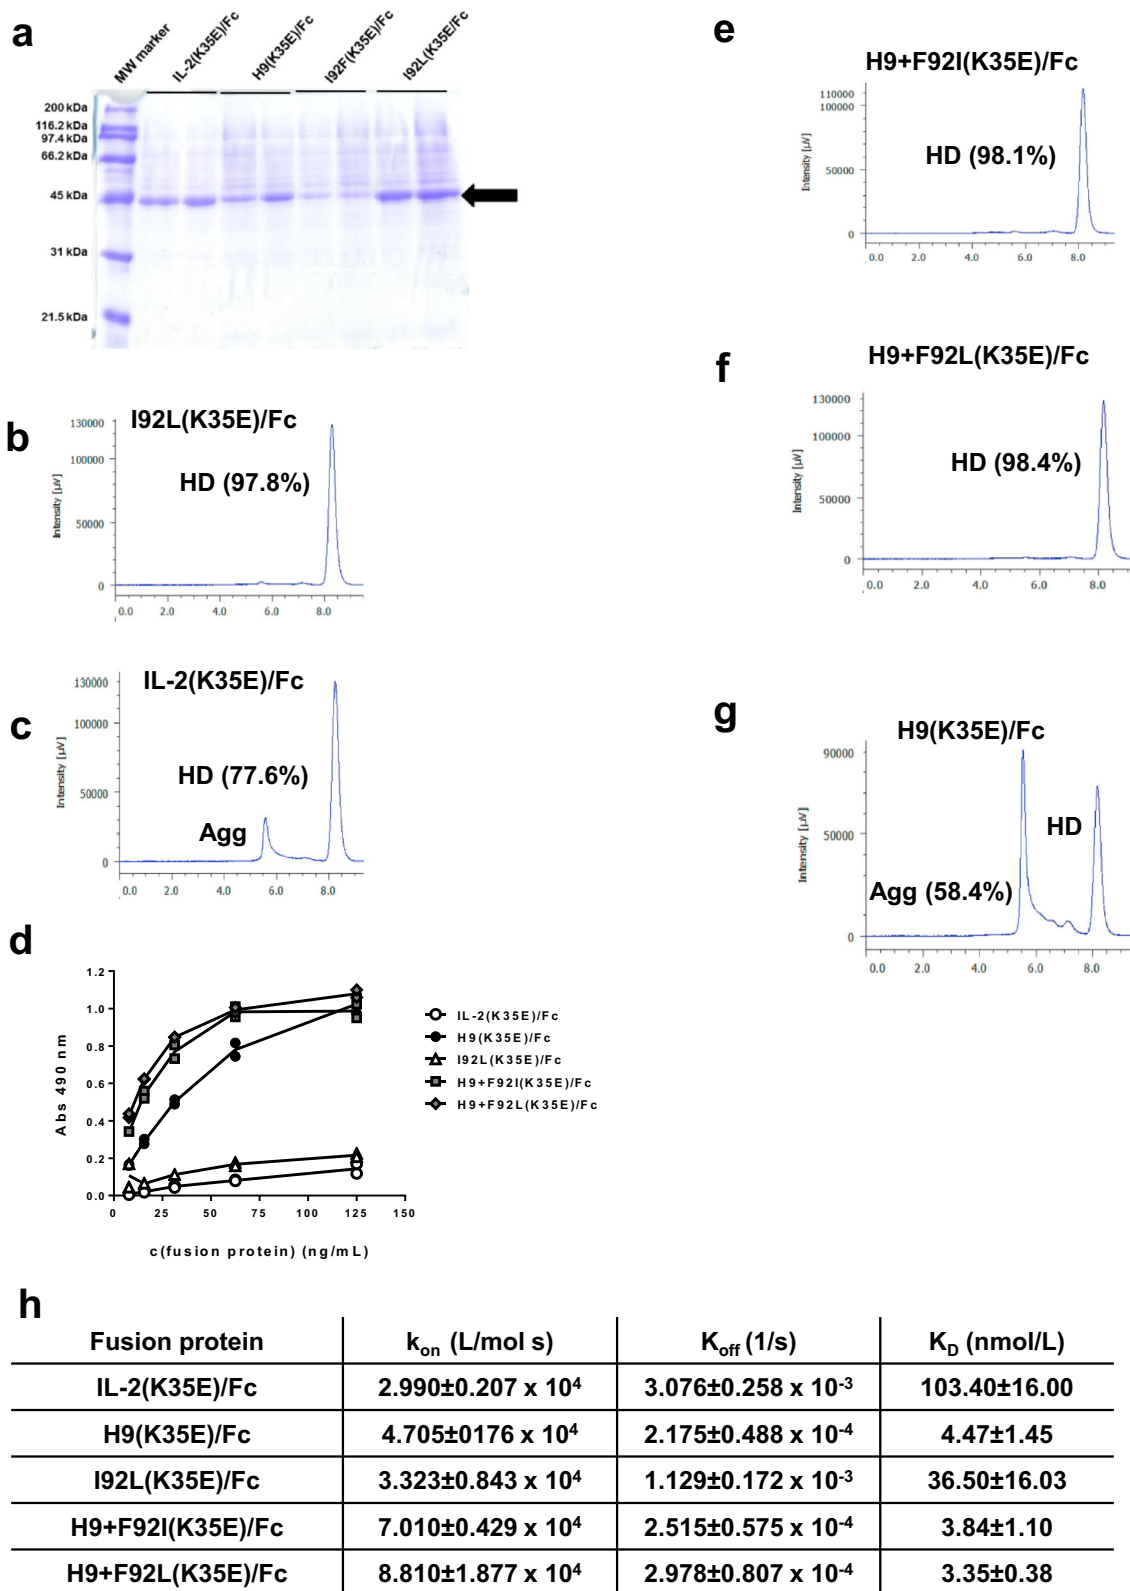 a
MW marker
IL-2(K35E)/Fc
H9(K35E)/Fc
I92F(K35E)/Fc
I92L(K35E/Fc
200 kDa
116.2 kDa
97.4 kDa
66.2 kDa
45 kDa
31 kDa
21.5 kDa
b
I92L(K35E)/Fc
HD (97.8%)
Intensity [µV]
130000
100000
50000
0
0.0 2.0 4.0 6.0 8.0
c
IL-2(K35E)/Fc
HD (77.6%)
Agg
Intensity [µV]
130000
100000
50000
0
0.0 2.0 4.0 6.0 8.0
d
Abs 490 nm
1.2
1.0
0.8
0.6
0.4
0.2
0.0
0 25 50 75 100 125 150
c(fusion protein) (ng/mL)
IL-2(K35E)/Fc
H9(K35E)/Fc
I92L(K35E)/Fc
H9+F92I(K35E)/Fc
H9+F92L(K35E)/Fc
e
H9+F92I(K35E)/Fc
HD (98.1%)
Intensity [µV]
110000
100000
50000
0
0.0 2.0 4.0 6.0 8.0
f
H9+F92L(K35E)/Fc
HD (98.4%)
Intensity [µV]
130000
100000
50000
0
0.0 2.0 4.0 6.0 8.0
g
H9(K35E)/Fc
HD
Agg (58.4%)
Intensity [µV]
90000
50000
0
0.0 2.0 4.0 6.0 8.0
h
Fusion protein k<sub>on</sub> (L/mol s) K<sub>off</sub> (1/s) K<sub>D</sub> (nmol/L)
IL-2(K35E)/Fc 2.990±0.207 x 10⁴ 3.076±0.258 x 10⁻³ 103.40±16.00
H9(K35E)/Fc 4.705±0176 x 10⁴ 2.175±0.488 x 10⁻⁴ 4.47±1.45
I92L(K35E)/Fc 3.323±0.843 x 10⁴ 1.129±0.172 x 10⁻³ 36.50±16.03
H9+F92I(K35E)/Fc 7.010±0.429 x 10⁴ 2.515±0.575 x 10⁻⁴ 3.84±1.10
H9+F92L(K35E)/Fc 8.810±1.877 x 10⁴ 2.978±0.807 x 10⁻⁴ 3.35±0.38